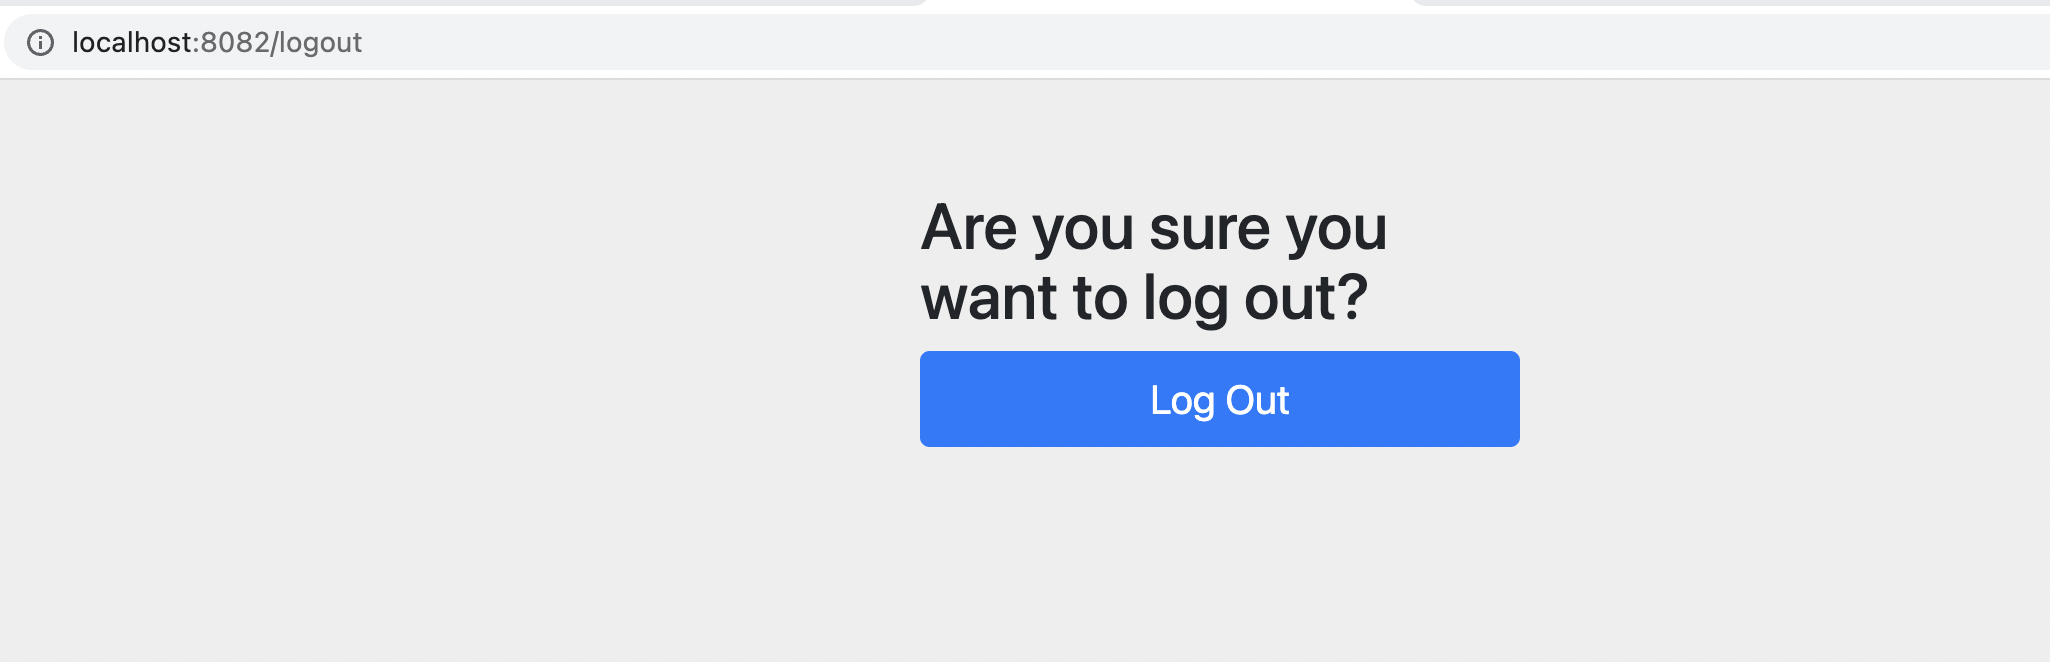 localhost:8082/logout
Are you sure you
want to log out?
Log Out